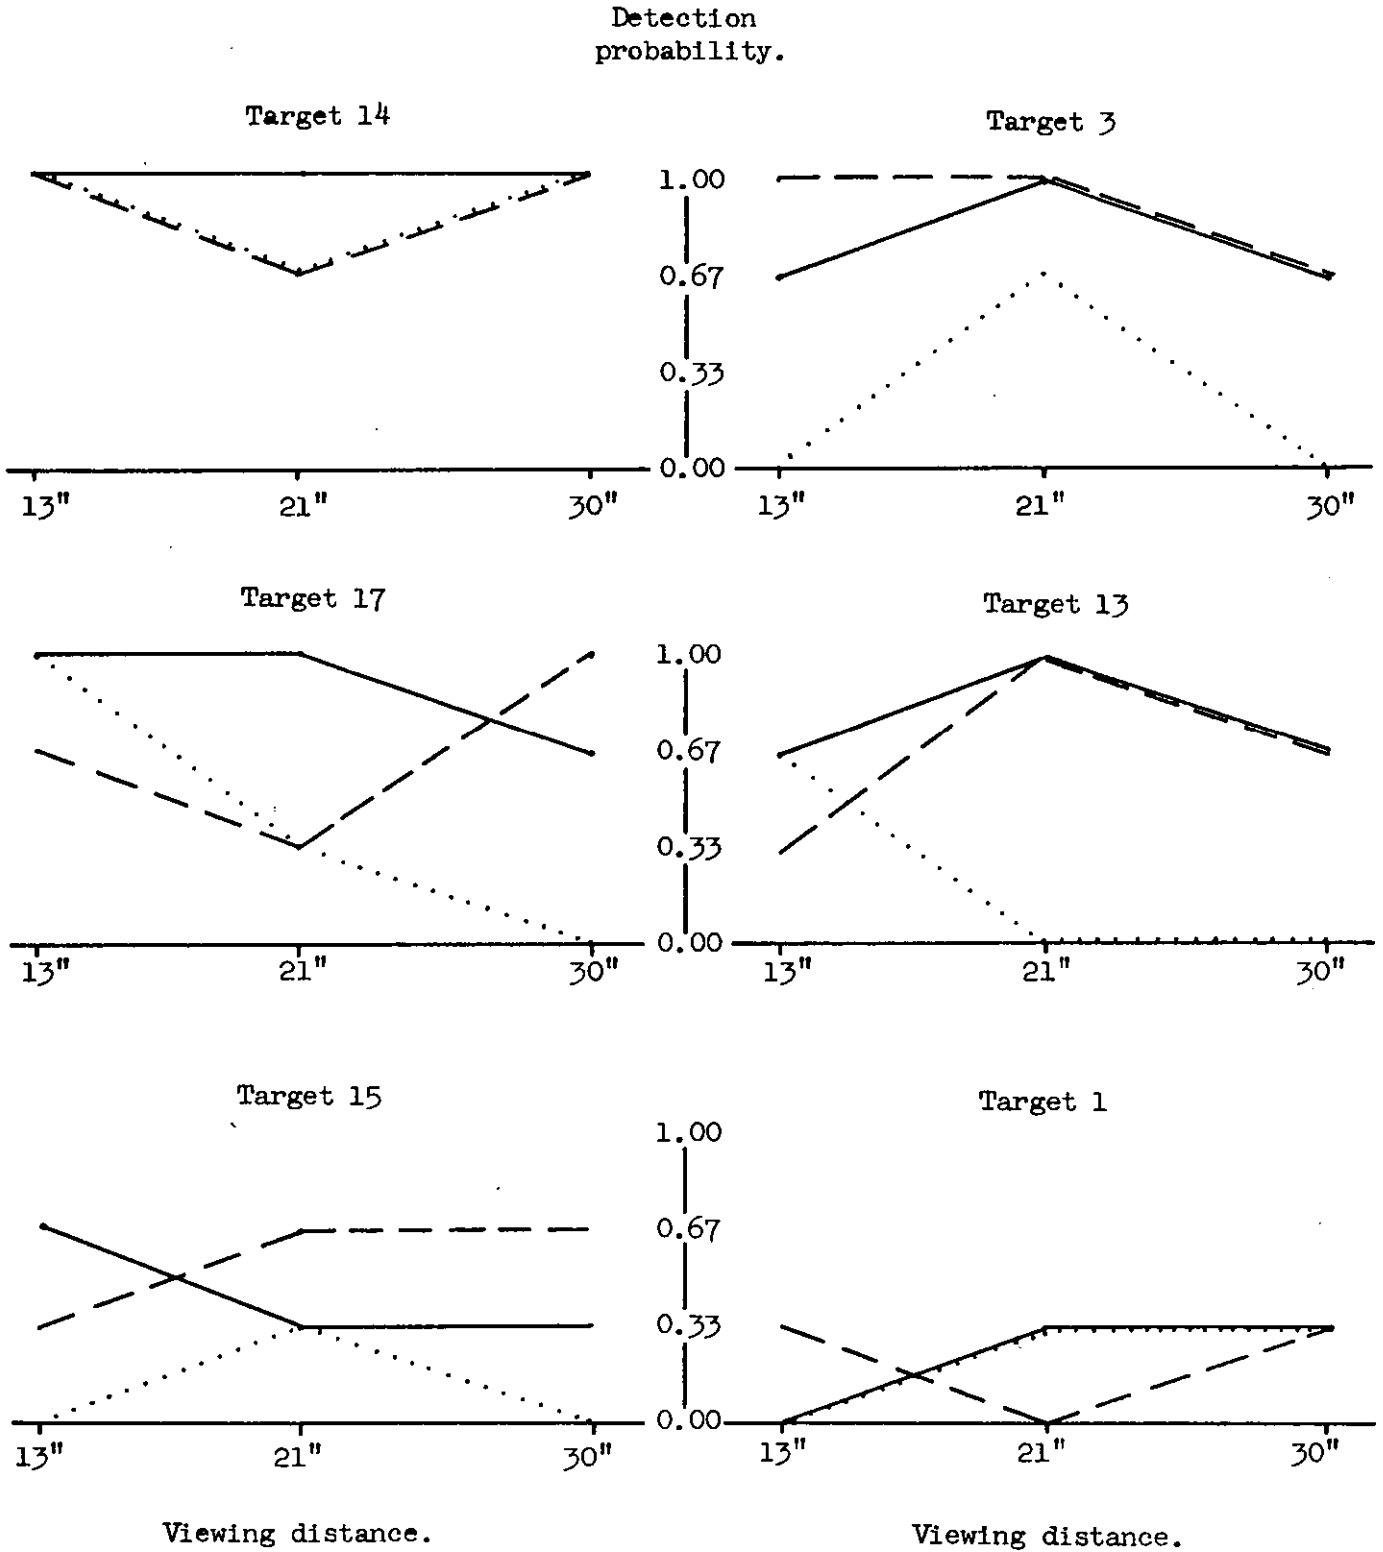 Detection
probability.
Target 14
Target 3
1.00
0.67
0.33
0.00
13" 21" 30"
13" 21" 30"
Target 17
Target 13
1.00
0.67
0.33
0.00
13" 21" 30"
13" 21" 30"
Target 15
Target 1
1.00
0.67
0.33
0.00
13" 21" 30"
13" 21" 30"
Viewing distance.
Viewing distance.